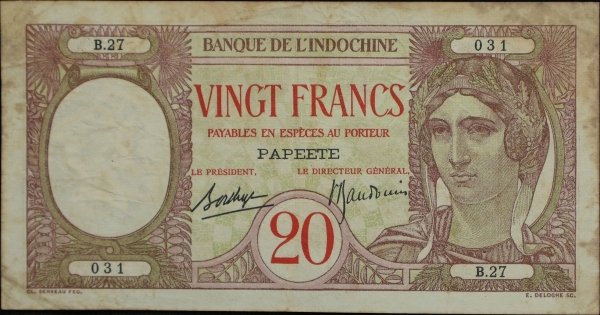 B.27 BANQUE DE L'INDOCHINE 031
VINGT FRANCS
PAYABLES EN ESPÈCES AU PORTEUR
PAPEETE
LE PRÉSIDENT, LE DIRECTEUR GÉNÉRAL,
20
031 B.27
E. DELOCHE SC.